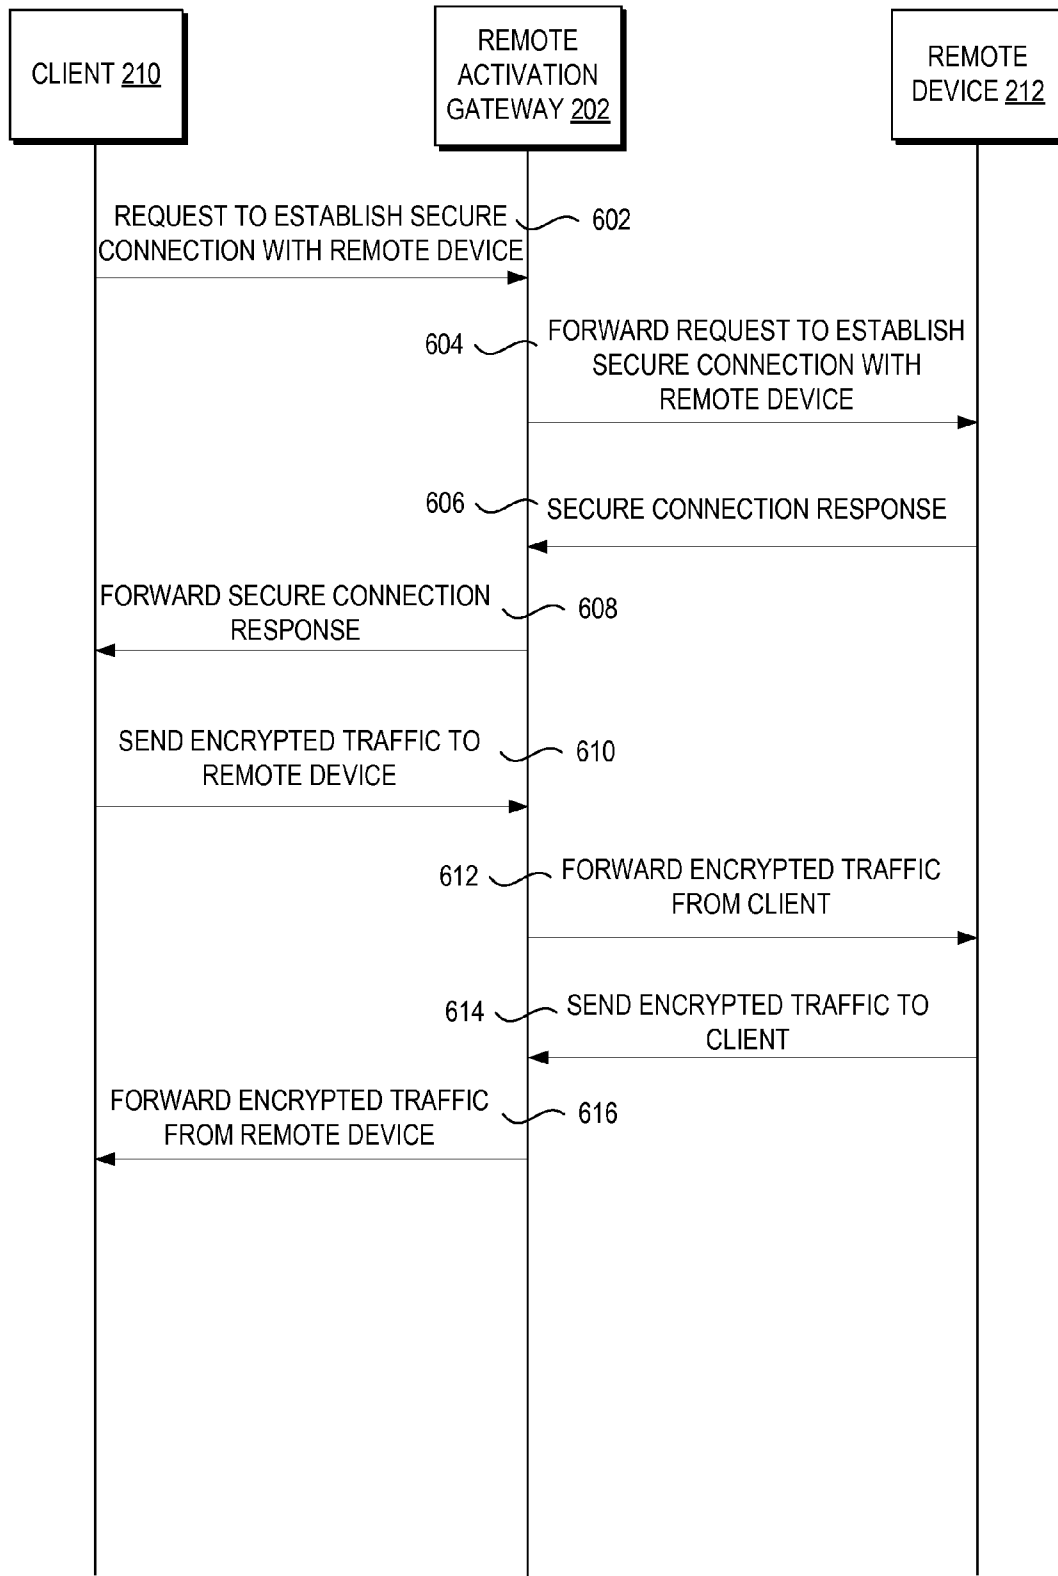 CLIENT 210
REMOTE
ACTIVATION
GATEWAY 202
REMOTE
DEVICE 212
REQUEST TO ESTABLISH SECURE
CONNECTION WITH REMOTE DEVICE
602
604
FORWARD REQUEST TO ESTABLISH
SECURE CONNECTION WITH
REMOTE DEVICE
606
SECURE CONNECTION RESPONSE
FORWARD SECURE CONNECTION
RESPONSE
608
SEND ENCRYPTED TRAFFIC TO
REMOTE DEVICE
610
612
FORWARD ENCRYPTED TRAFFIC
FROM CLIENT
614
SEND ENCRYPTED TRAFFIC TO
CLIENT
FORWARD ENCRYPTED TRAFFIC
FROM REMOTE DEVICE
616